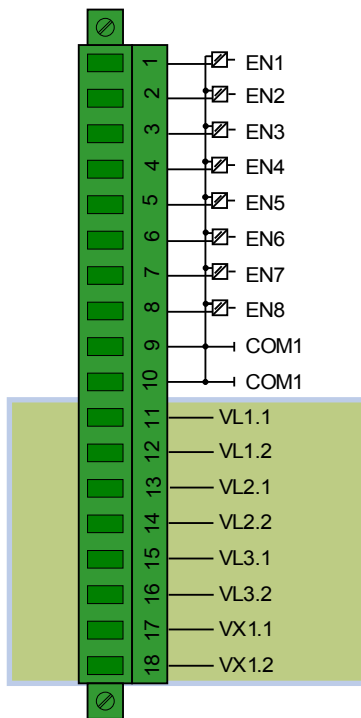 1 EN1
2 EN2
3 EN3
4 EN4
5 EN5
6 EN6
7 EN7
8 EN8
9 COM1
10 COM1
11 VL1.1
12 VL1.2
13 VL2.1
14 VL2.2
15 VL3.1
16 VL3.2
17 VX1.1
18 VX1.2